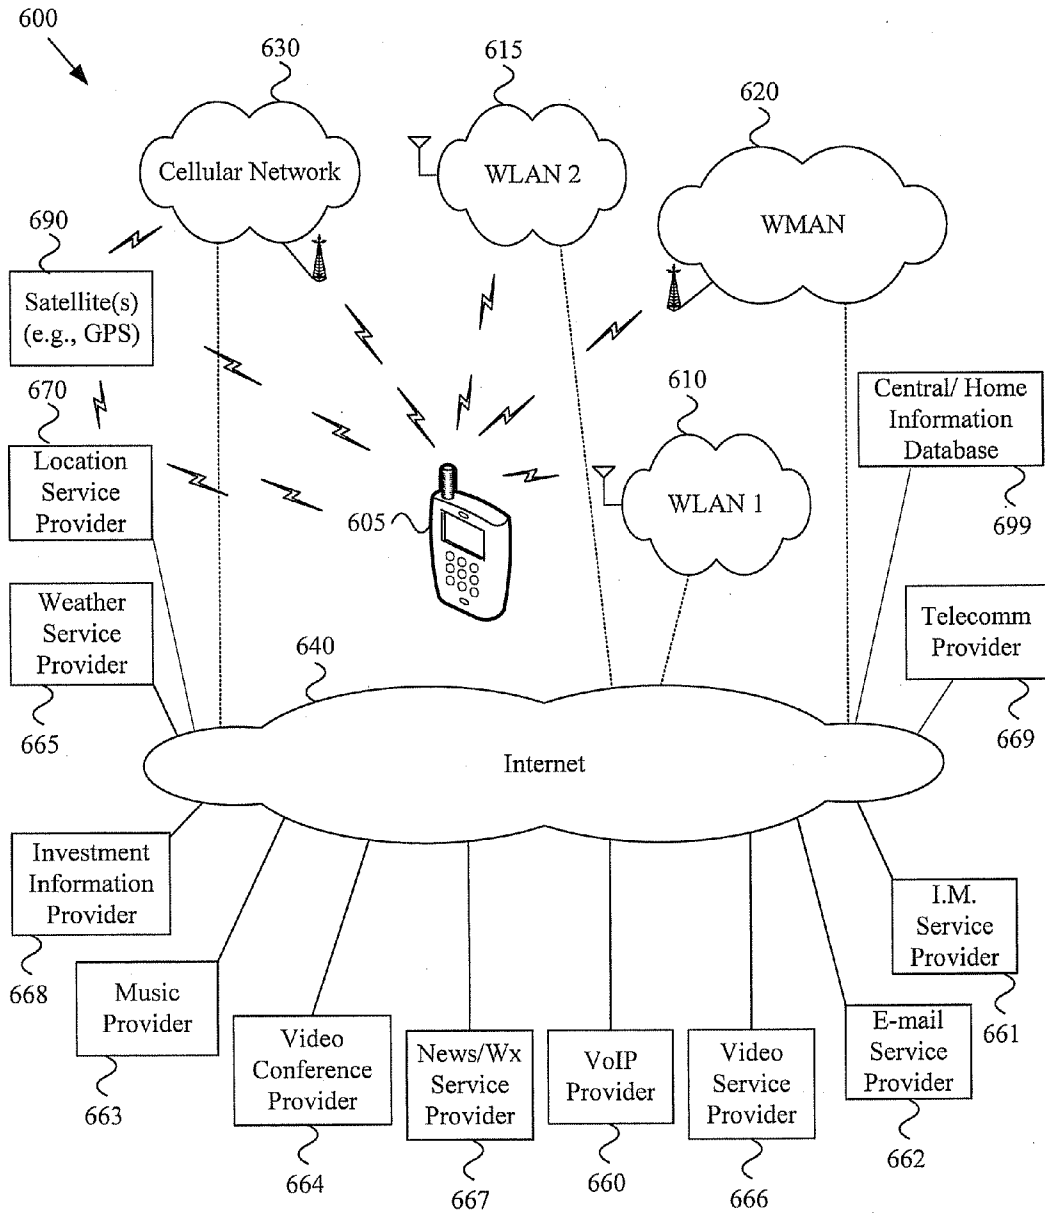 600
630
615
620
Cellular Network
WLAN 2
WMAN
690
Satellite(s)
(e.g., GPS)
670
610
Central/ Home
Information
Database
Location
Service
Provider
WLAN 1
605
699
Weather
Service
Provider
Telecomm
Provider
640
665
669
Internet
Investment
Information
Provider
I.M.
Service
Provider
668
Music
Provider
661
Video
Conference
Provider
News/Wx
Service
Provider
VoIP
Provider
Video
Service
Provider
E-mail
Service
Provider
663
662
664
667
660
666